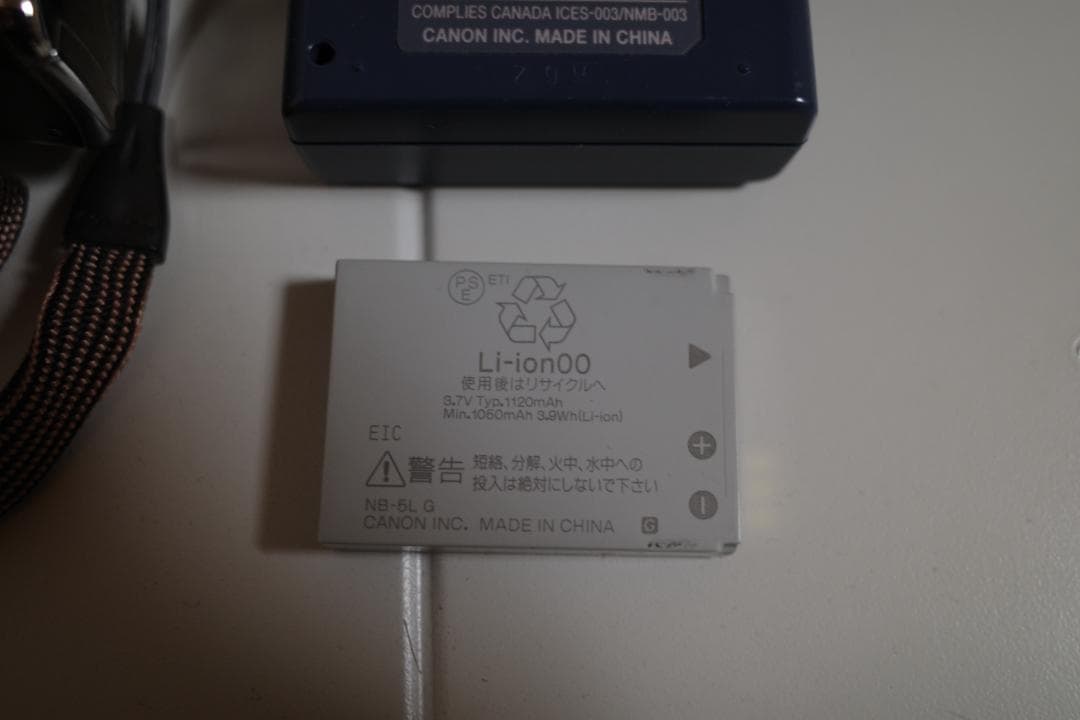 COMPLIES CANADA ICES-003/NMB-003
CANON INC. MADE IN CHINA
PSE ETI
Li-ion00
使用後はリサイクルへ
3.7V Typ.1120mAh
Min.1060mAh 3.9Wh(Li-ion)
EIC
警告 短絡、分解、火中、水中への
投入は絶対にしないで下さい
NB-5L G
CANON INC. MADE IN CHINA G